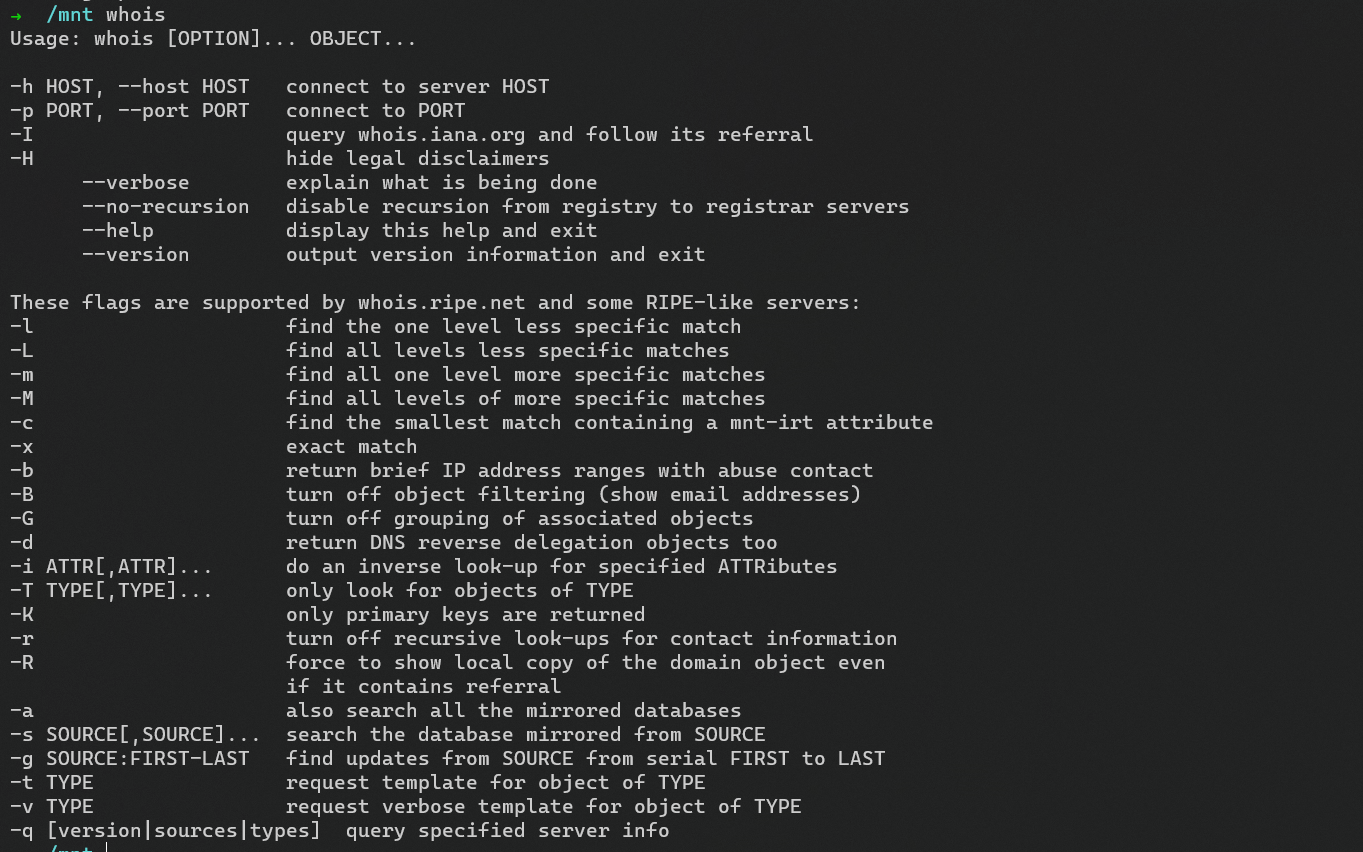 → /mnt whois
Usage: whois [OPTION]... OBJECT...
-h HOST, --host HOST   connect to server HOST
-p PORT, --port PORT   connect to PORT
-I                     query whois.iana.org and follow its referral
-H                     hide legal disclaimers
      --verbose        explain what is being done
      --no-recursion   disable recursion from registry to registrar servers
      --help           display this help and exit
      --version        output version information and exit
These flags are supported by whois.ripe.net and some RIPE-like servers:
-l                     find the one level less specific match
-L                     find all levels less specific matches
-m                     find all one level more specific matches
-M                     find all levels of more specific matches
-c                     find the smallest match containing a mnt-irt attribute
-x                     exact match
-b                     return brief IP address ranges with abuse contact
-B                     turn off object filtering (show email addresses)
-G                     turn off grouping of associated objects
-d                     return DNS reverse delegation objects too
-i ATTR[,ATTR]...      do an inverse look-up for specified ATTRibutes
-T TYPE[,TYPE]...      only look for objects of TYPE
-K                     only primary keys are returned
-r                     turn off recursive look-ups for contact information
-R                     force to show local copy of the domain object even
                       if it contains referral
-a                     also search all the mirrored databases
-s SOURCE[,SOURCE]...  search the database mirrored from SOURCE
-g SOURCE:FIRST-LAST   find updates from SOURCE from serial FIRST to LAST
-t TYPE                request template for object of TYPE
-v TYPE                request verbose template for object of TYPE
-q [version|sources|types]  query specified server info
/mnt